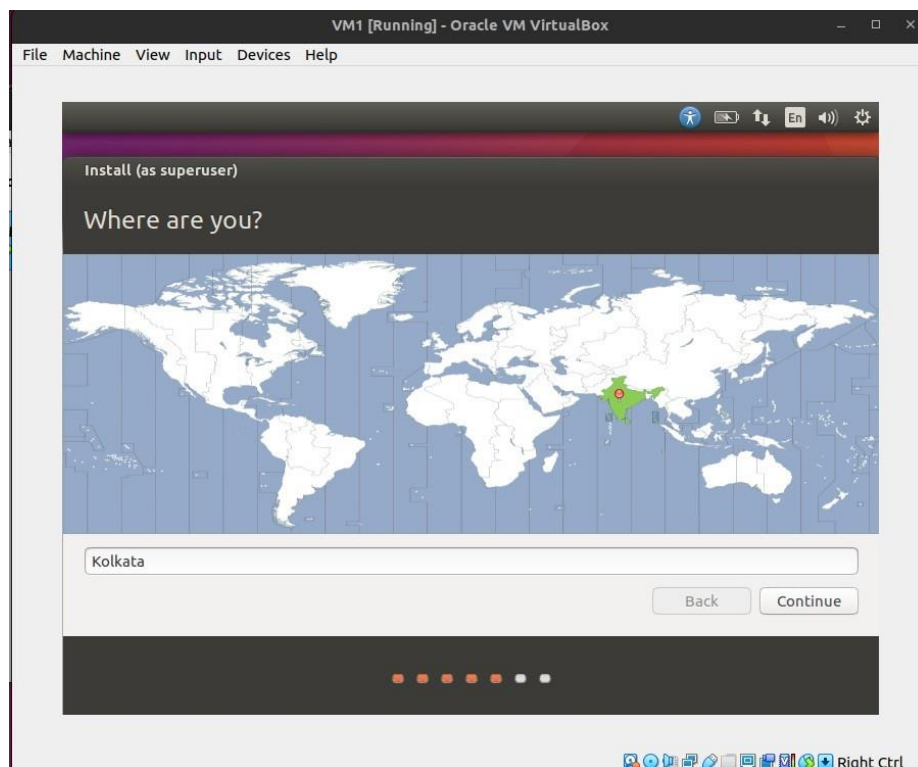 VM1 [Running] - Oracle VM VirtualBox
File Machine View Input Devices Help
En
Install (as superuser)
Where are you?
Kolkata
Back Continue
Right Ctrl